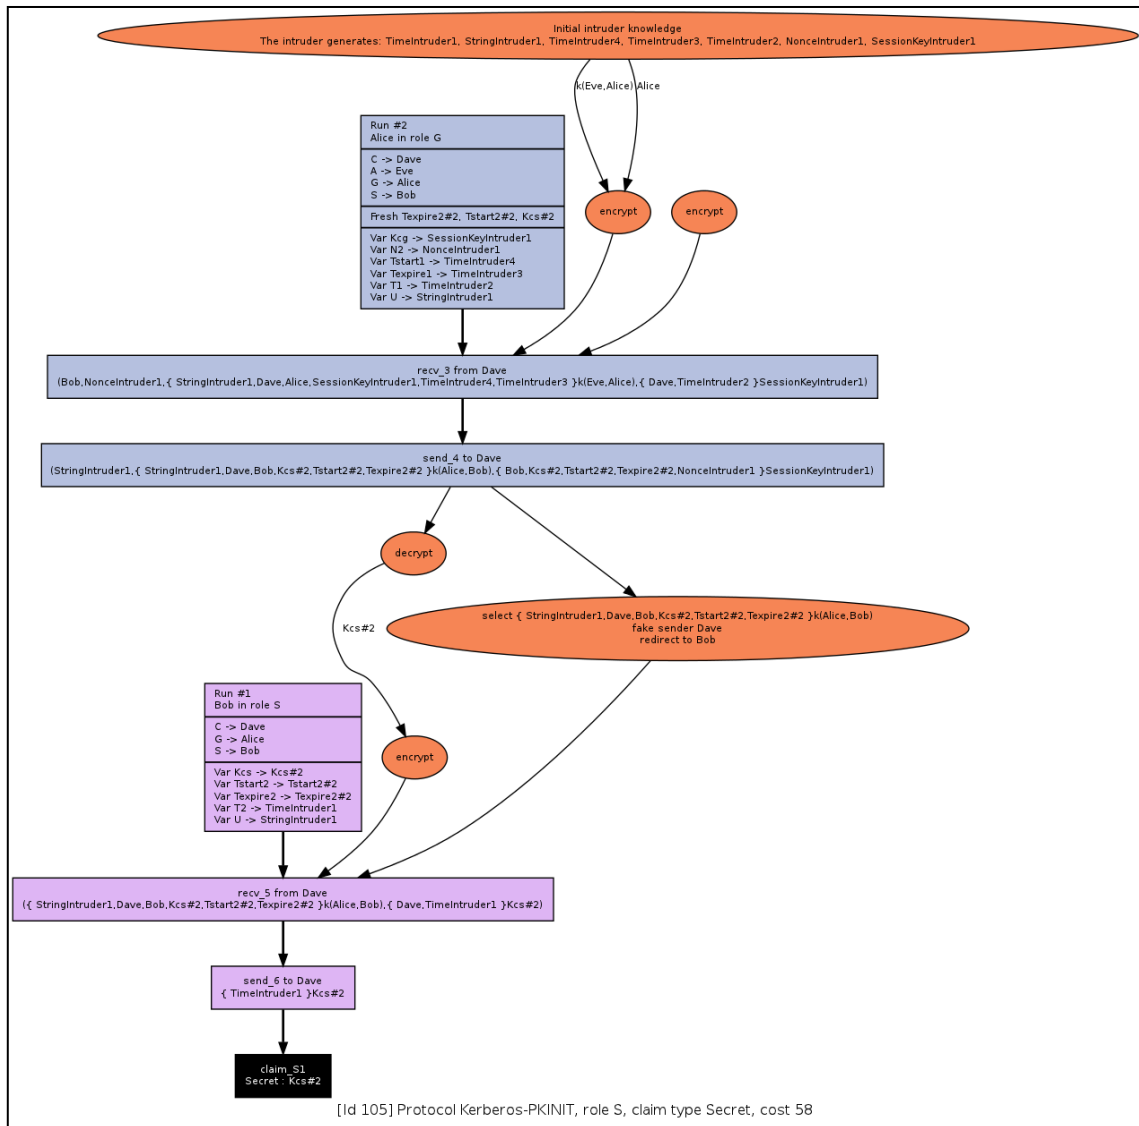 Initial intruder knowledge
The intruder generates: TimeIntruder1, StringIntruder1, TimeIntruder4, TimeIntruder3, TimeIntruder2, NonceIntruder1, SessionKeyIntruder1
k(Eve,Alice)
Alice
Run #2
Alice in role G
C -> Dave
A -> Eve
G -> Alice
S -> Bob
Fresh Texpire2#2, Tstart2#2, Kcs#2
Var Kcg -> SessionKeyIntruder1
Var N2 -> NonceIntruder1
Var Tstart1 -> TimeIntruder4
Var Texpire1 -> TimeIntruder3
Var T1 -> TimeIntruder2
Var U -> StringIntruder1
encrypt
encrypt
recv_3 from Dave
(Bob,NonceIntruder1,{ StringIntruder1,Dave,Alice,SessionKeyIntruder1,TimeIntruder4,TimeIntruder3 }k(Eve,Alice),{ Dave,TimeIntruder2 }SessionKeyIntruder1)
send_4 to Dave
(StringIntruder1,{ StringIntruder1,Dave,Bob,Kcs#2,Tstart2#2,Texpire2#2 }k(Alice,Bob),{ Bob,Kcs#2,Tstart2#2,Texpire2#2,NonceIntruder1 }SessionKeyIntruder1)
decrypt
select { StringIntruder1,Dave,Bob,Kcs#2,Tstart2#2,Texpire2#2 }k(Alice,Bob)
fake sender Dave
redirect to Bob
Kcs#2
Run #1
Bob in role S
C -> Dave
G -> Alice
S -> Bob
Var Kcs -> Kcs#2
Var Tstart2 -> Tstart2#2
Var Texpire2 -> Texpire2#2
Var T2 -> TimeIntruder1
Var U -> StringIntruder1
encrypt
recv_5 from Dave
({ StringIntruder1,Dave,Bob,Kcs#2,Tstart2#2,Texpire2#2 }k(Alice,Bob),{ Dave,TimeIntruder1 }Kcs#2)
send_6 to Dave
{ TimeIntruder1 }Kcs#2
claim_S1
Secret : Kcs#2
[Id 105] Protocol Kerberos-PKINIT, role S, claim type Secret, cost 58